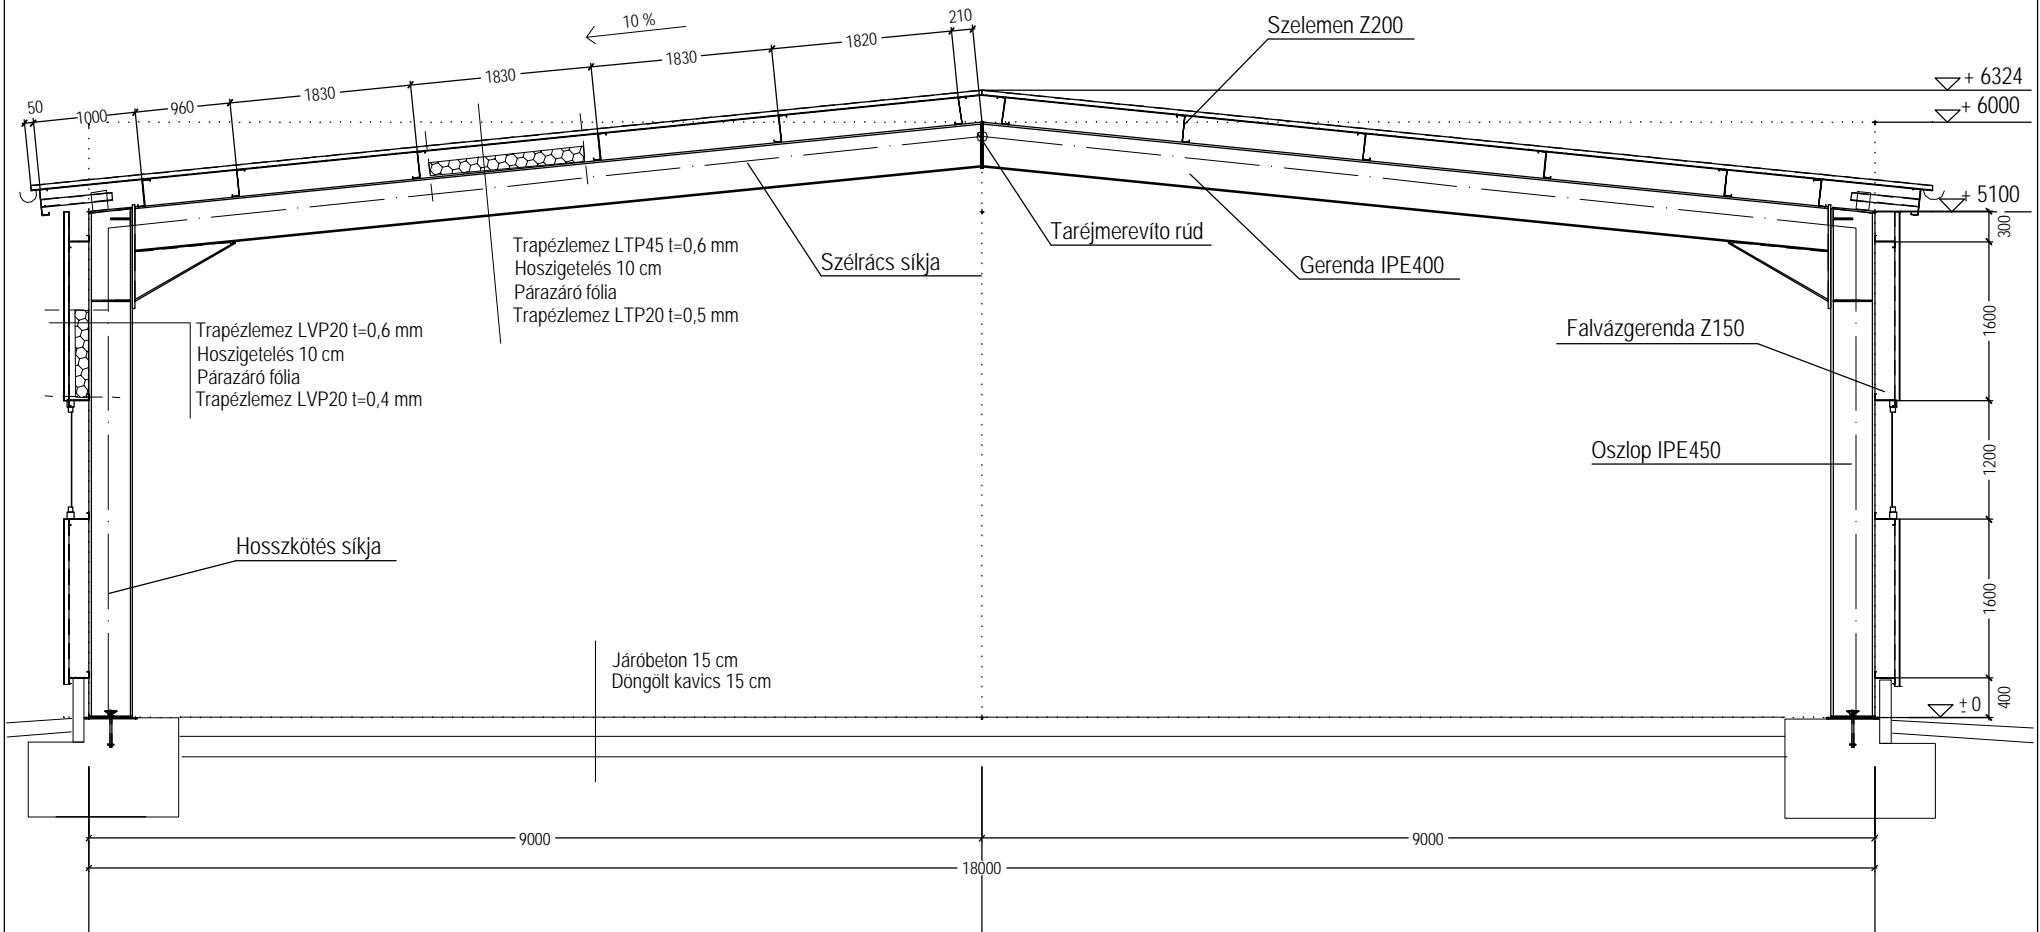 10 %
210
Szelemen Z200
1820
1830
1830
1830
960
1000
50
+ 6324
+ 6000
+ 5100
300
Taréjmerevíto rúd
Trapézlemez LTP45 t=0,6 mm
Hoszigetelés 10 cm
Párazáró fólia
Trapézlemez LTP20 t=0,5 mm
Szélrács síkja
Gerenda IPE400
Trapézlemez LVP20 t=0,6 mm
Hoszigetelés 10 cm
Párazáró fólia
Trapézlemez LVP20 t=0,4 mm
Falvázgerenda Z150
1600
Oszlop IPE450
1200
Hosszkötés síkja
1600
Járóbeton 15 cm
Döngölt kavics 15 cm
400
±0
9000
9000
18000